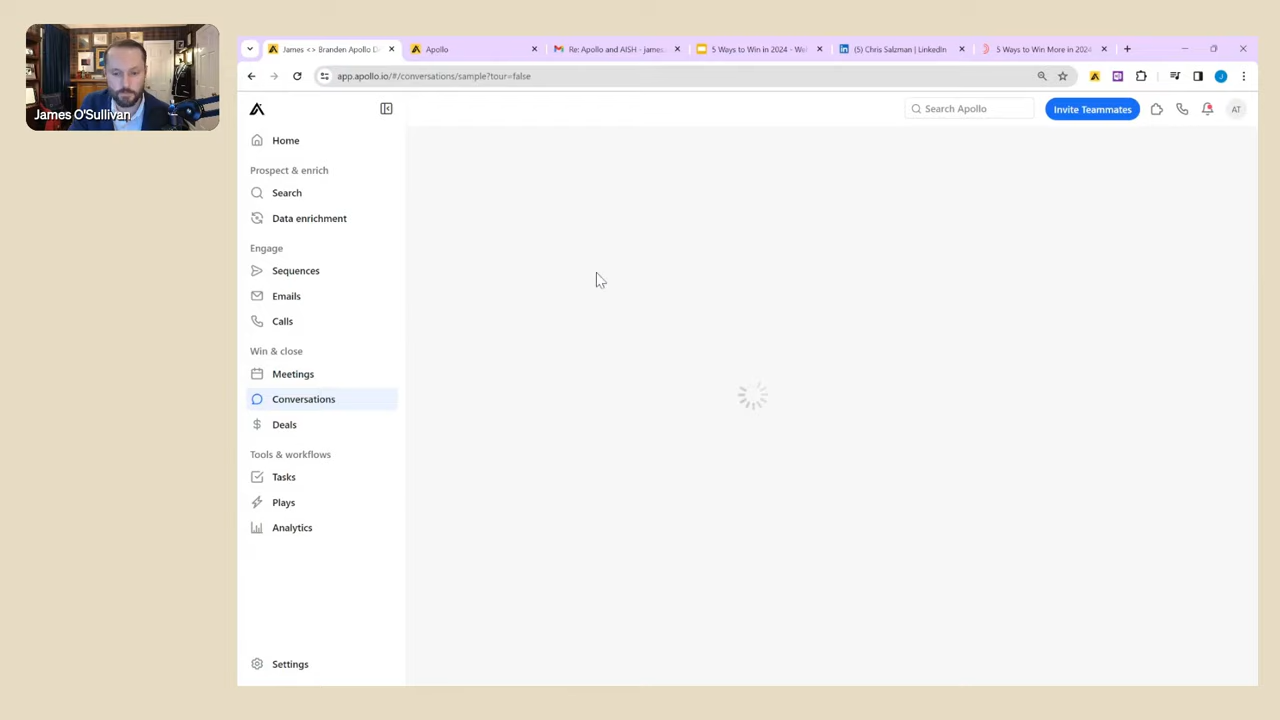 James O'Sullivan
James <> Branden Apollo D
Apollo
Re: Apollo and AISH - james
5 Ways to Win in 2024 - We
(5) Chris Salzman | LinkedIn
5 Ways to Win More in 2024
app.apollo.io/#/conversations/sample?tour=false
Search Apollo
Invite Teammates
AT
Home
Prospect & enrich
Search
Data enrichment
Engage
Sequences
Emails
Calls
Win & close
Meetings
Conversations
Deals
Tools & workflows
Tasks
Plays
Analytics
Settings